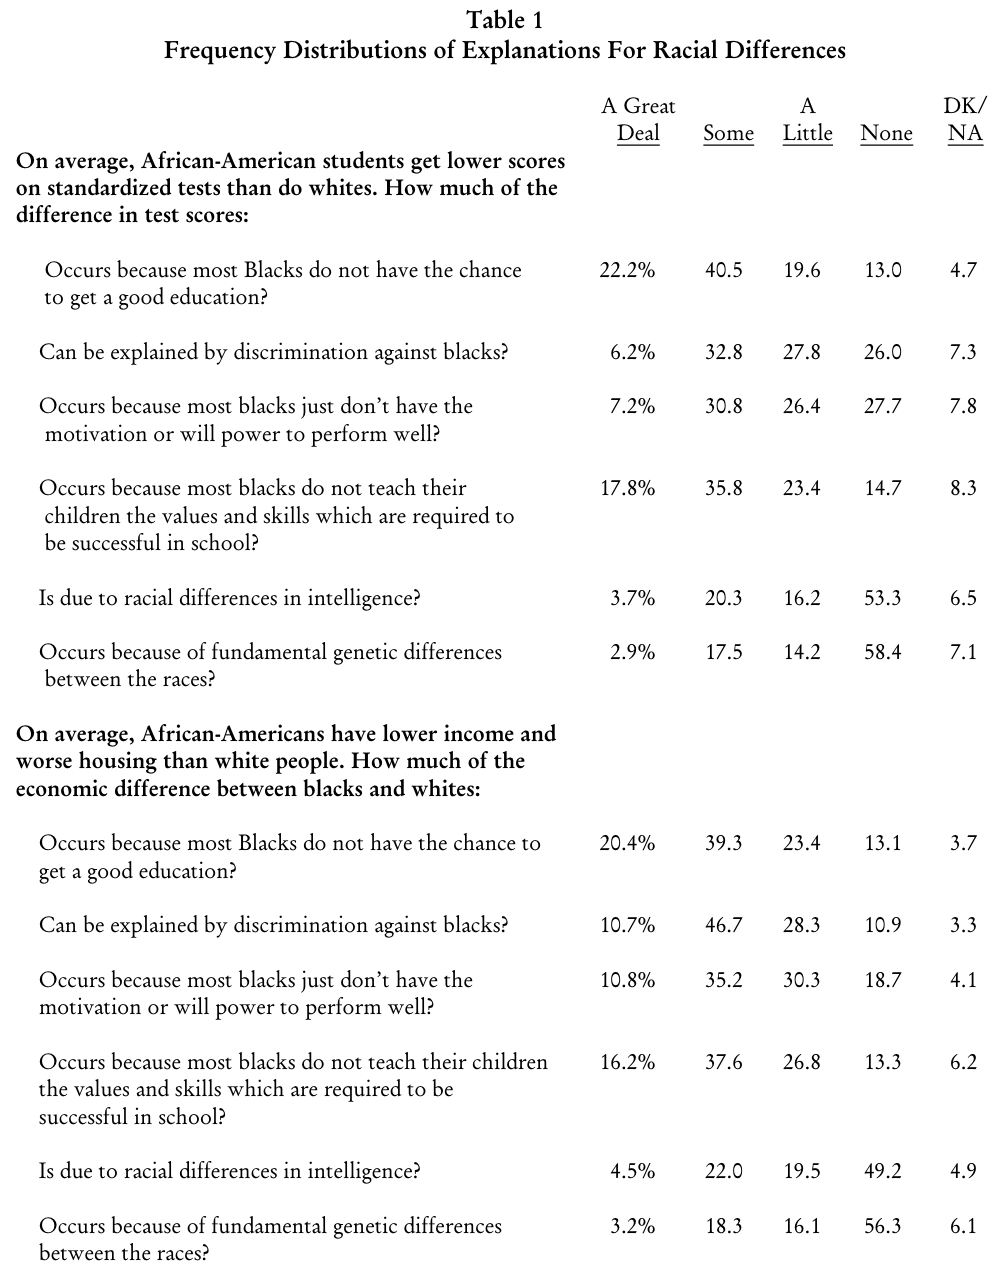 Table 1
Frequency Distributions of Explanations For Racial Differences
A Great Deal Some A Little None DK/NA
On average, African-American students get lower scores
on standardized tests than do whites. How much of the
difference in test scores:
Occurs because most Blacks do not have the chance 22.2% 40.5 19.6 13.0 4.7
to get a good education?
Can be explained by discrimination against blacks? 6.2% 32.8 27.8 26.0 7.3
Occurs because most blacks just don’t have the 7.2% 30.8 26.4 27.7 7.8
motivation or will power to perform well?
Occurs because most blacks do not teach their 17.8% 35.8 23.4 14.7 8.3
children the values and skills which are required to
be successful in school?
Is due to racial differences in intelligence? 3.7% 20.3 16.2 53.3 6.5
Occurs because of fundamental genetic differences 2.9% 17.5 14.2 58.4 7.1
between the races?
On average, African-Americans have lower income and
worse housing than white people. How much of the
economic difference between blacks and whites:
Occurs because most Blacks do not have the chance to 20.4% 39.3 23.4 13.1 3.7
get a good education?
Can be explained by discrimination against blacks? 10.7% 46.7 28.3 10.9 3.3
Occurs because most blacks just don’t have the 10.8% 35.2 30.3 18.7 4.1
motivation or will power to perform well?
Occurs because most blacks do not teach their children 16.2% 37.6 26.8 13.3 6.2
the values and skills which are required to be
successful in school?
Is due to racial differences in intelligence? 4.5% 22.0 19.5 49.2 4.9
Occurs because of fundamental genetic differences 3.2% 18.3 16.1 56.3 6.1
between the races?